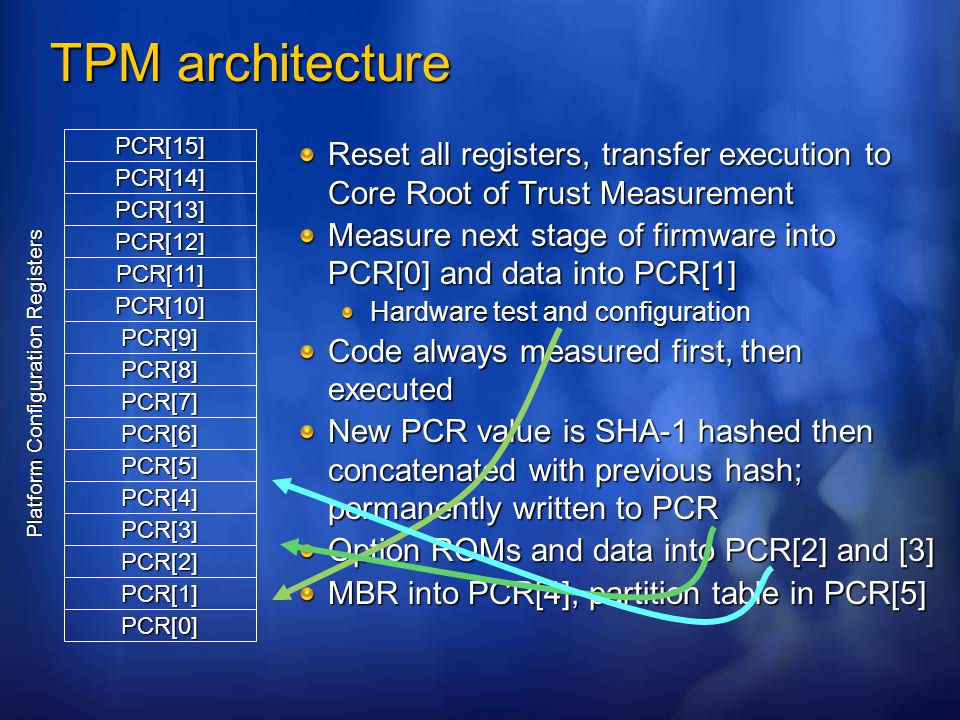 TPM architecture
Platform Configuration Registers
PCR[15]
PCR[14]
PCR[13]
PCR[12]
PCR[11]
PCR[10]
PCR[9]
PCR[8]
PCR[7]
PCR[6]
PCR[5]
PCR[4]
PCR[3]
PCR[2]
PCR[1]
PCR[0]
Reset all registers, transfer execution to
Core Root of Trust Measurement
Measure next stage of firmware into
PCR[0] and data into PCR[1]
Hardware test and configuration
Code always measured first, then
executed
New PCR value is SHA-1 hashed then
concatenated with previous hash;
permanently written to PCR
Option ROMs and data into PCR[2] and [3]
MBR into PCR[4], partition table in PCR[5]